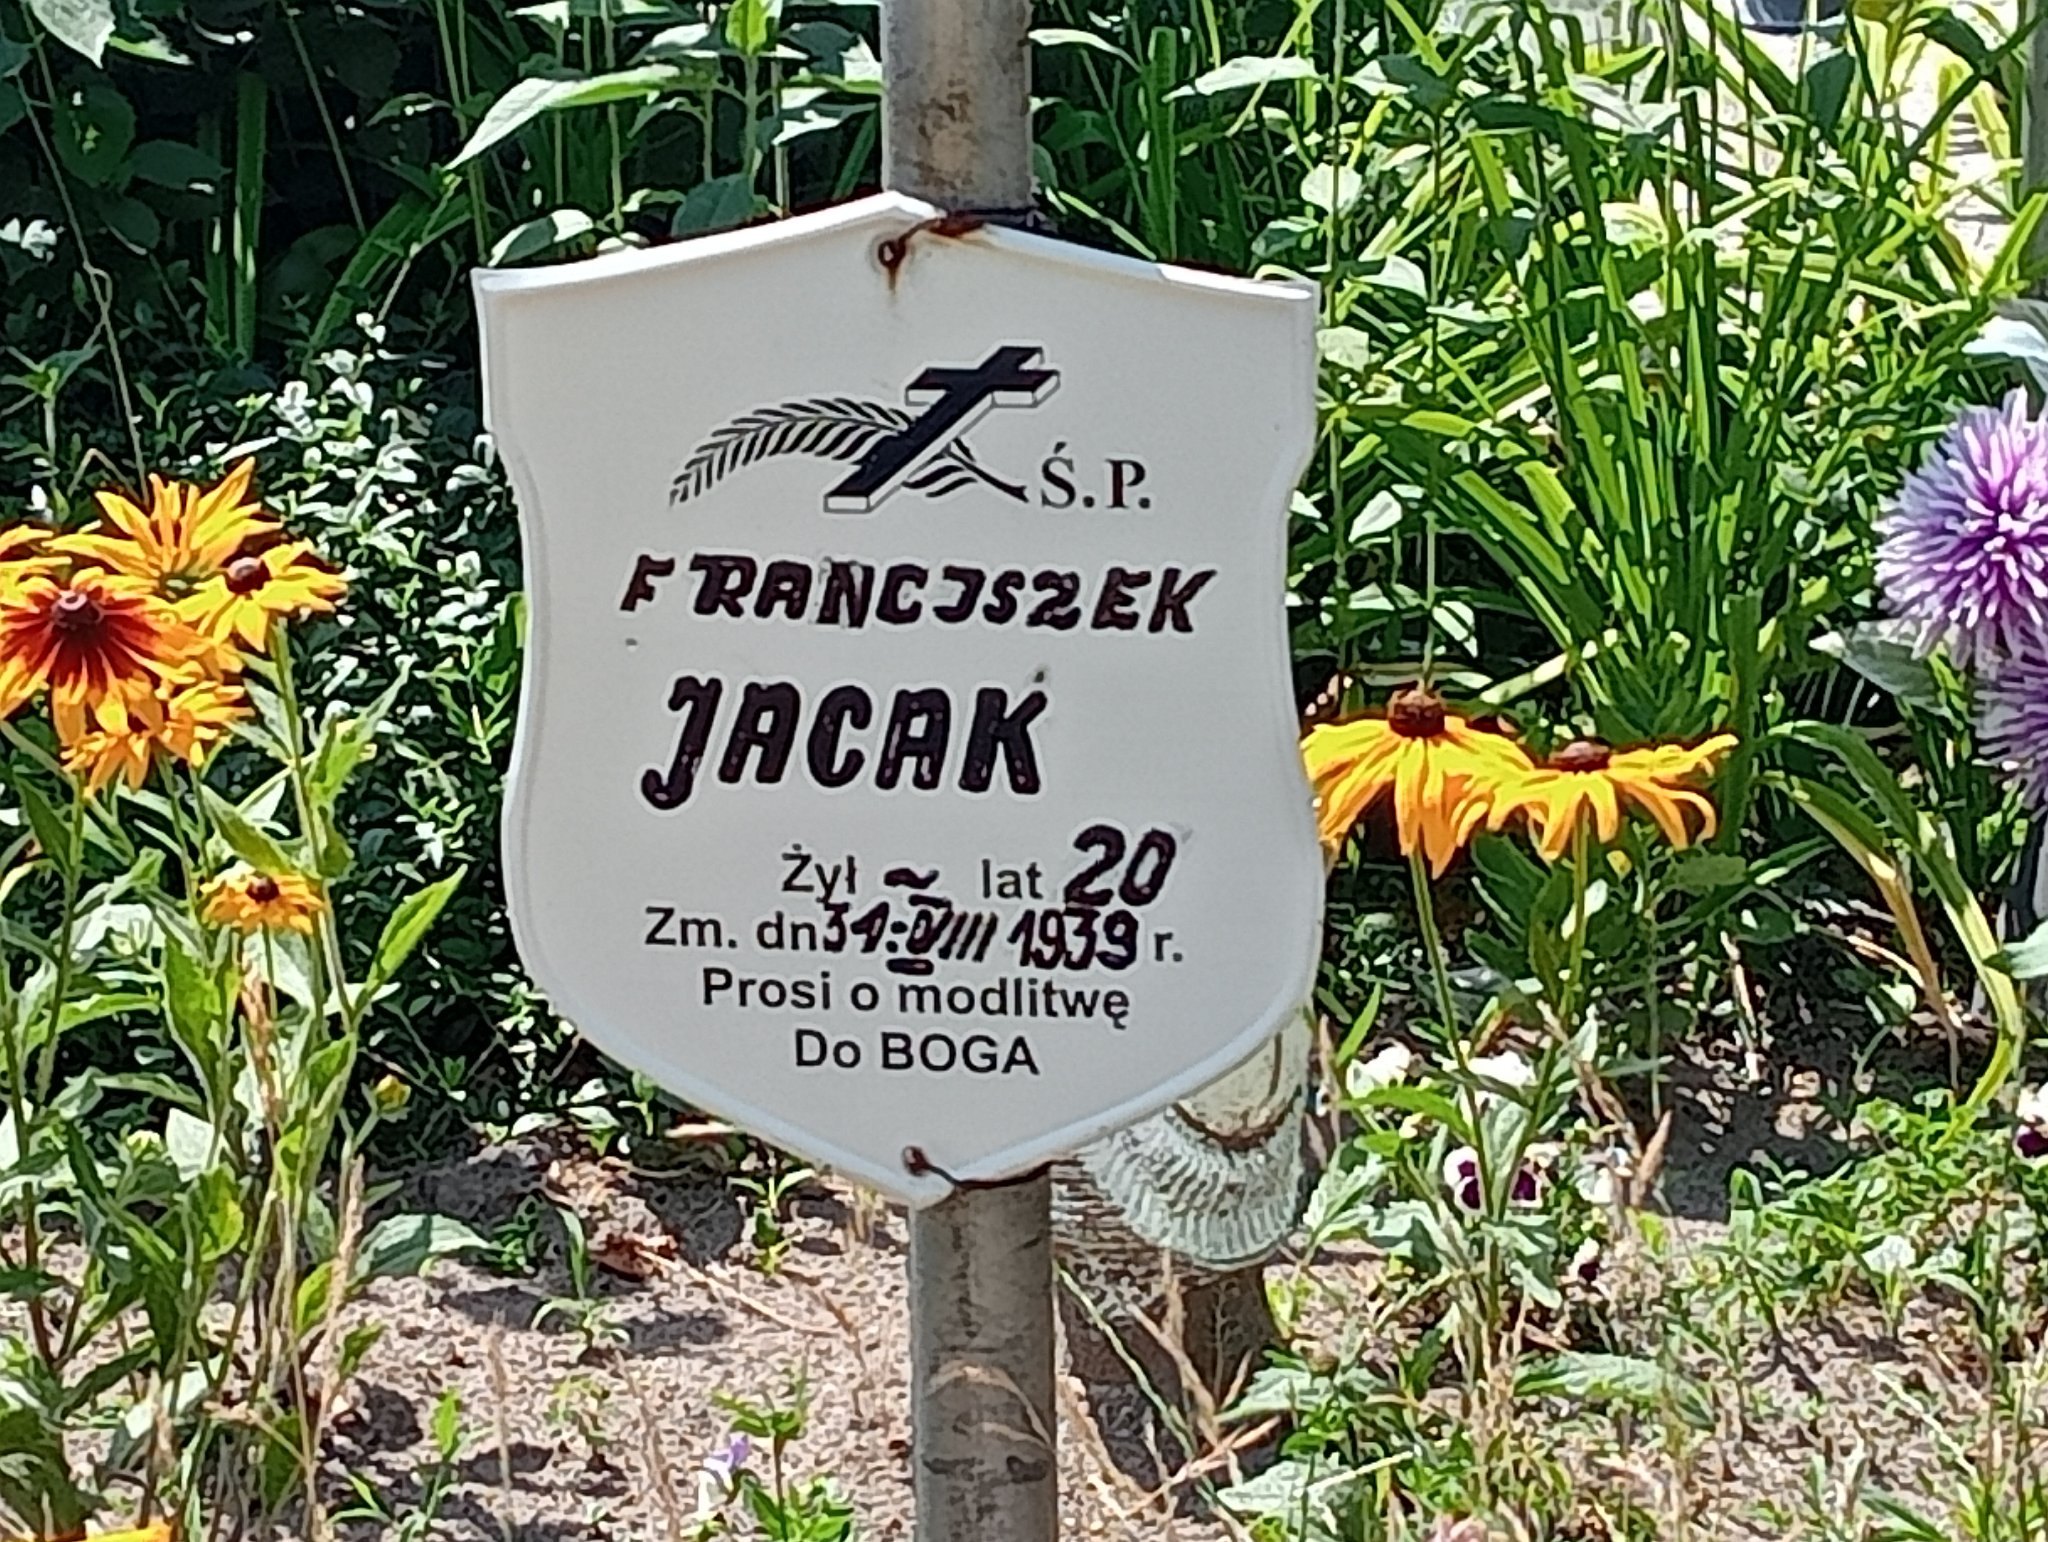 Ś.P.
FRANCISZEK
JACAK
Żył ~ lat 20
Zm. dn 31.VIII 1939 r.
Prosi o modlitwę
Do BOGA